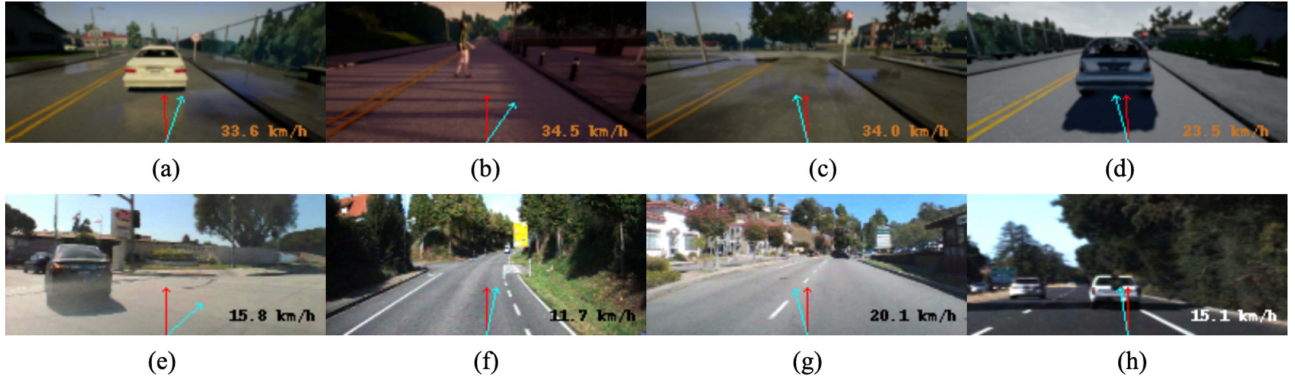 33.6 km/h
34.5 km/h
34.0 km/h
23.5 km/h
(a)
(b)
(c)
(d)
15.8 km/h
11.7 km/h
20.1 km/h
15.1 km/h
(e)
(f)
(g)
(h)